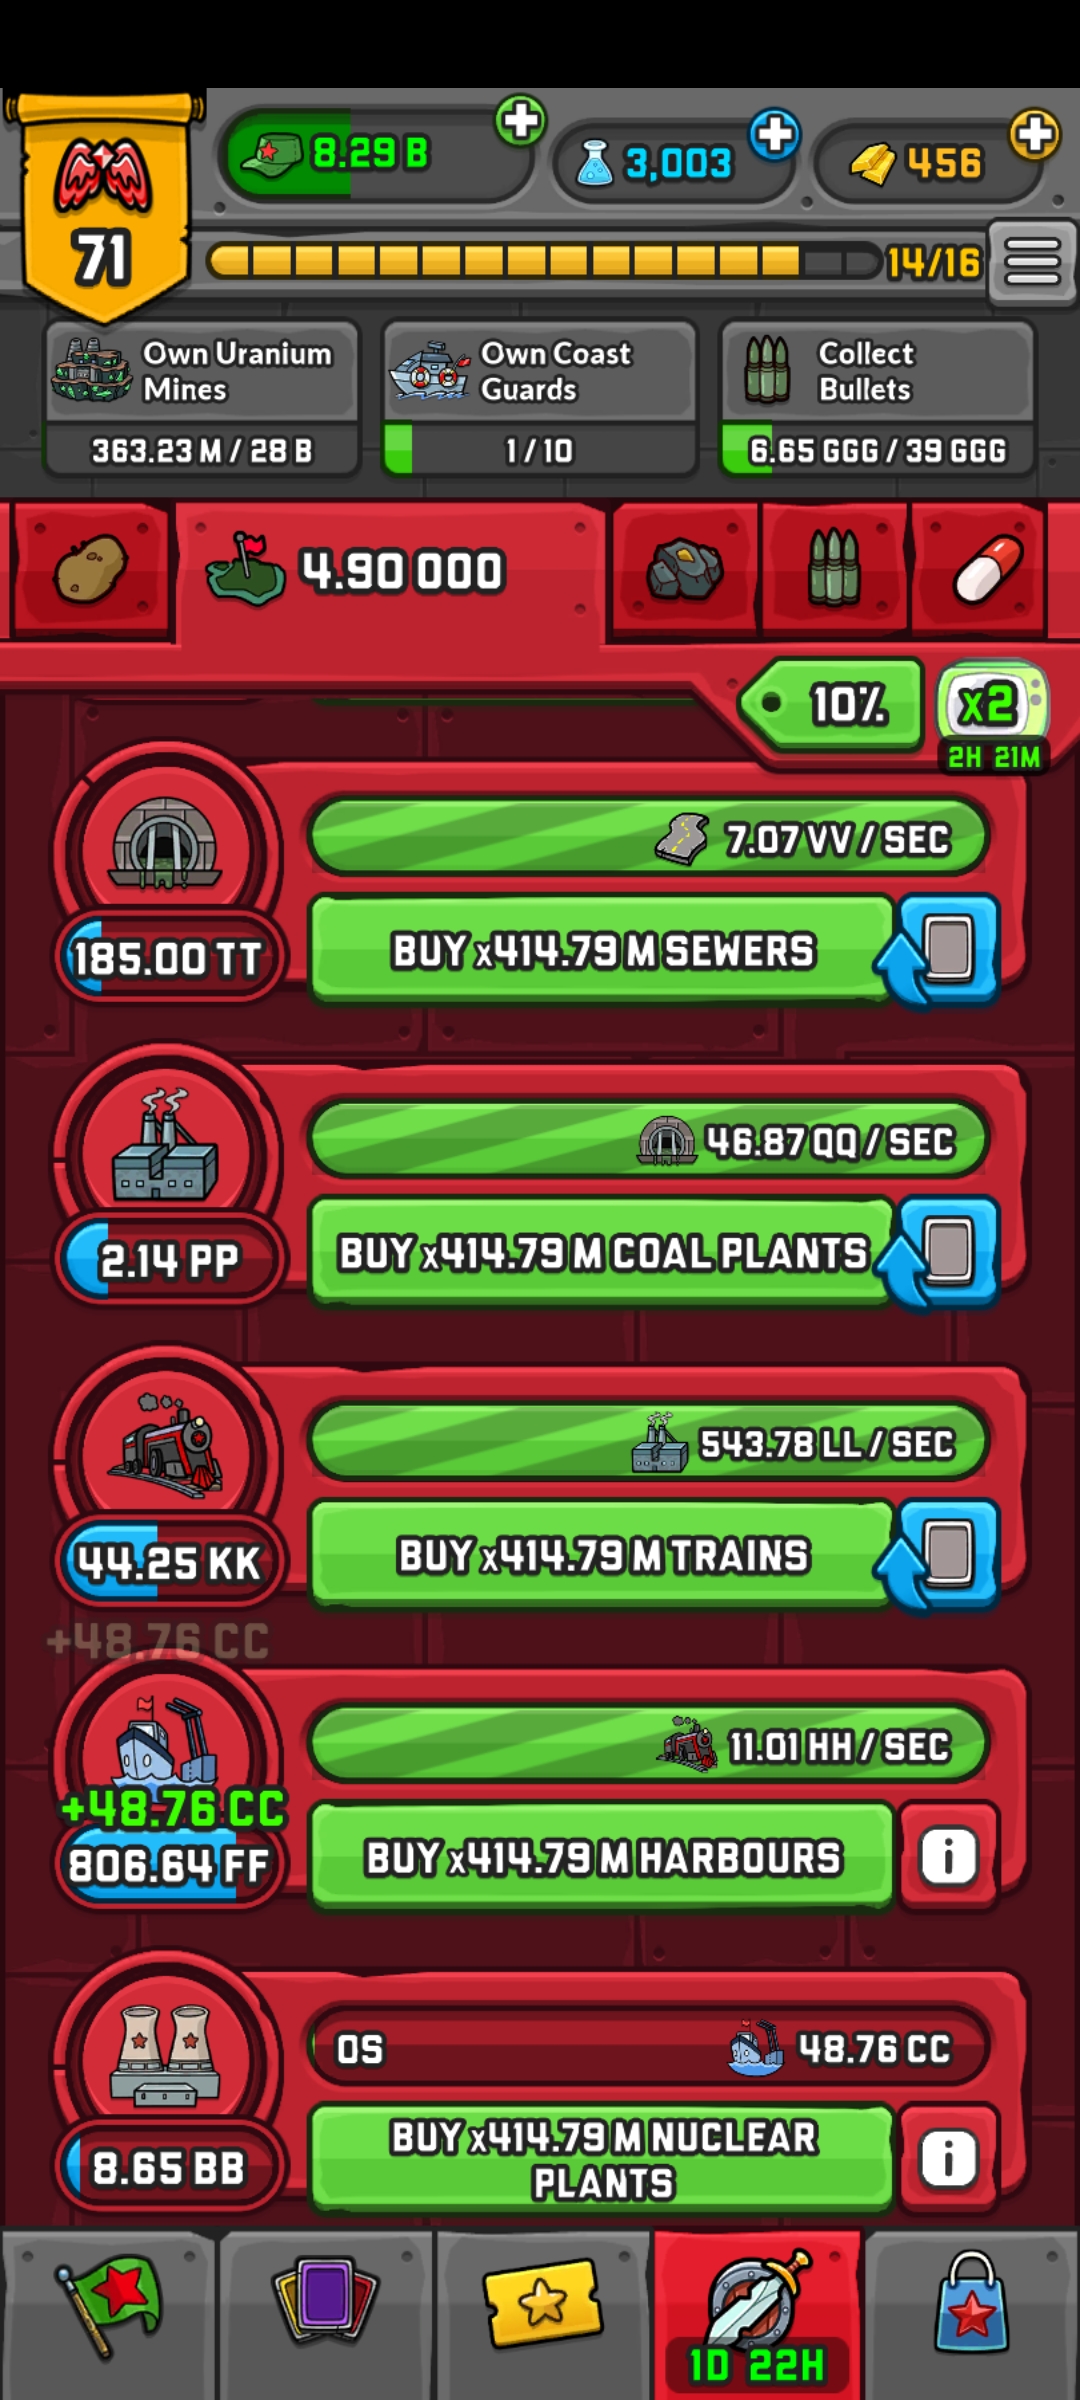 71
8.29 B
3,003
456
14/16
Own Uranium
Mines
363.23 M / 28 B
Own Coast
Guards
1 / 10
Collect
Bullets
6.65 GGG / 39 GGG
4.90 000
10%
x2
2H 21M
7.07 VV / SEC
185.00 TT
BUY x414.79 M SEWERS
46.87 QQ / SEC
2.14 PP
BUY x414.79 M COAL PLANTS
543.78 LL / SEC
44.25 KK
BUY x414.79 M TRAINS
+48.76 CC
11.01 HH / SEC
+48.76 CC
806.64 FF
BUY x414.79 M HARBOURS
i
0S
48.76 CC
8.65 BB
BUY x414.79 M NUCLEAR
PLANTS
i
1D 22H